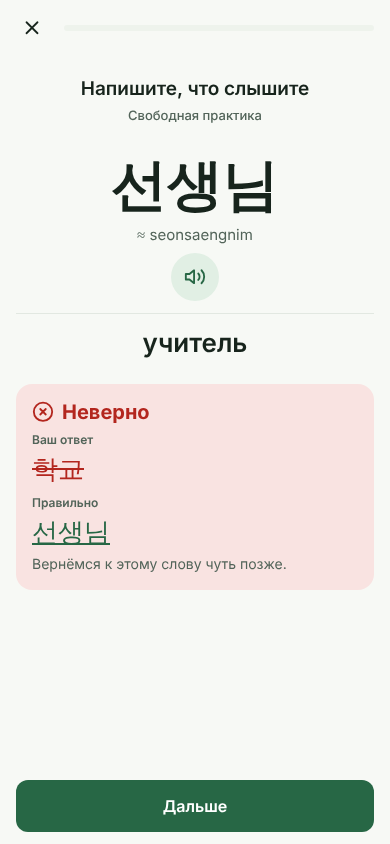 Напишите, что слышите
Свободная практика
선생님
≈ seonsaengnim
учитель
Неверно
Ваш ответ
학교
Правильно
선생님
Вернёмся к этому слову чуть позже.
Дальше